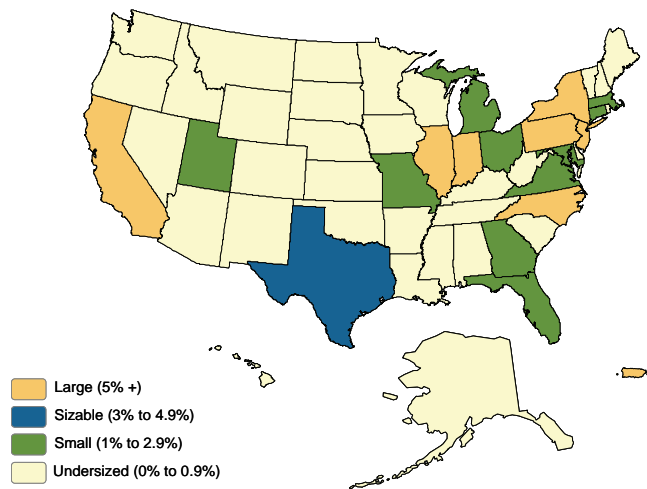 Large (5% +)
Sizable (3% to 4.9%)
Small (1% to 2.9%)
Undersized (0% to 0.9%)